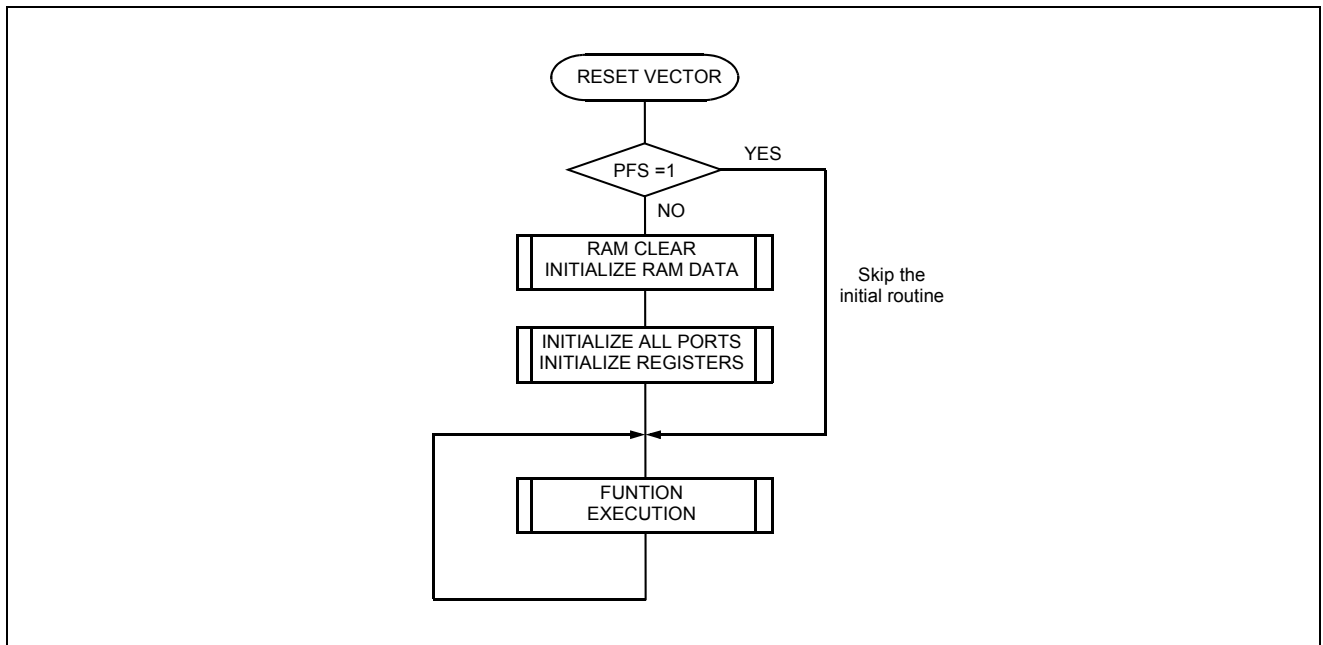 RESET VECTOR
YES
PFS =1
NO
RAM CLEAR
INITIALIZE RAM DATA
Skip the
initial routine
INITIALIZE ALL PORTS
INITIALIZE REGISTERS
FUNTION
EXECUTION